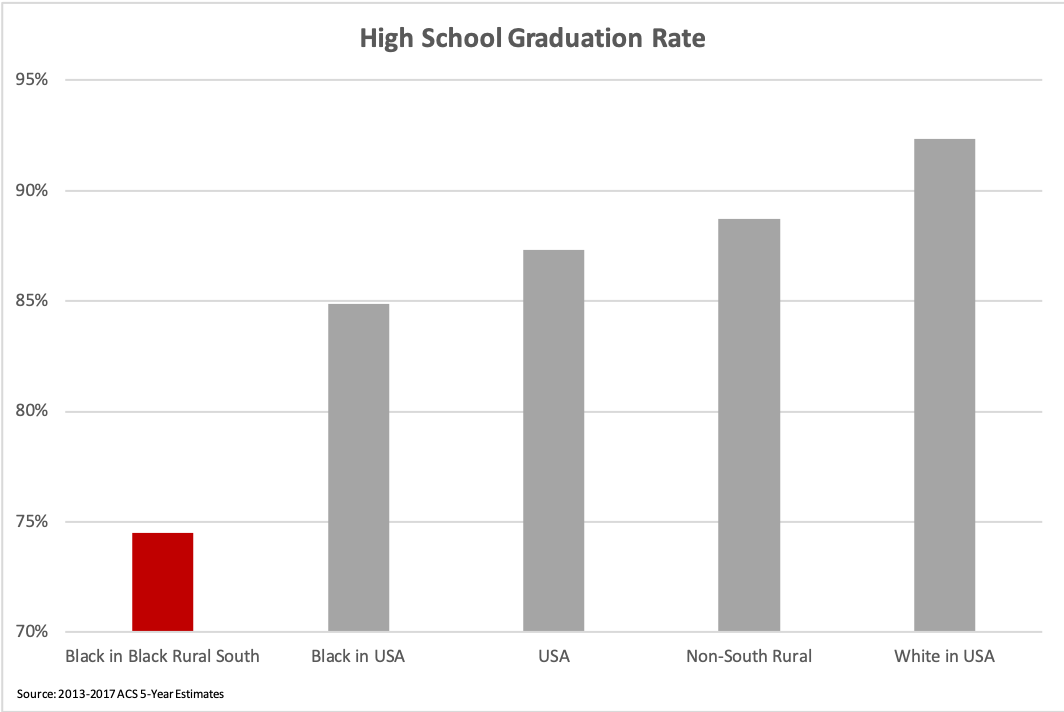 High School Graduation Rate
95%
90%
85%
80%
75%
70%
Black in Black Rural South
Black in USA
USA
Non-South Rural
White in USA
Source: 2013-2017 ACS 5-Year Estimates